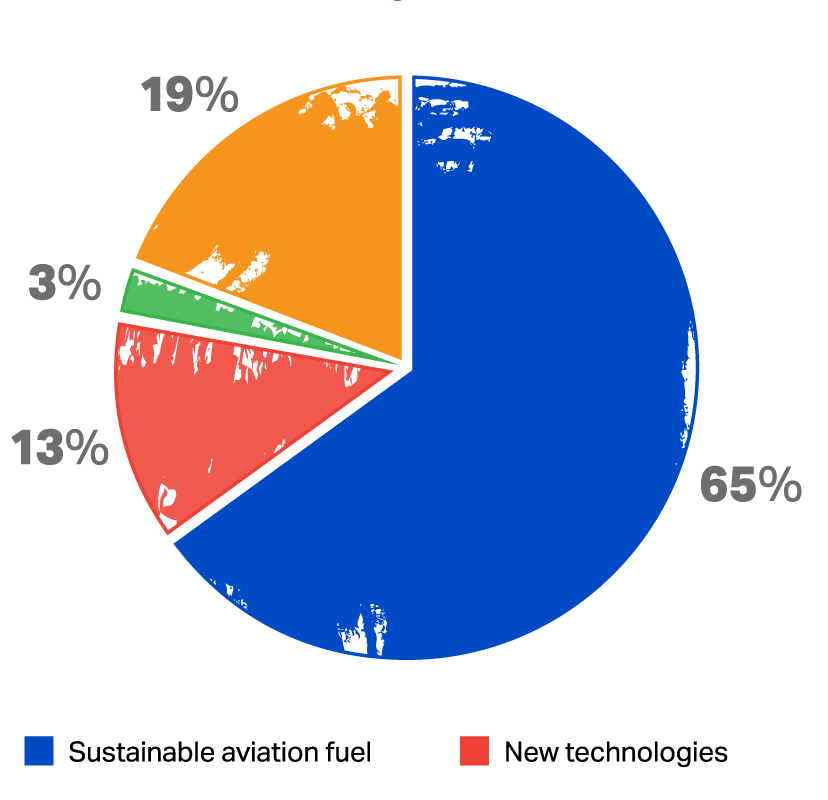 19%
3%
13%
65%
Sustainable aviation fuel
New technologies